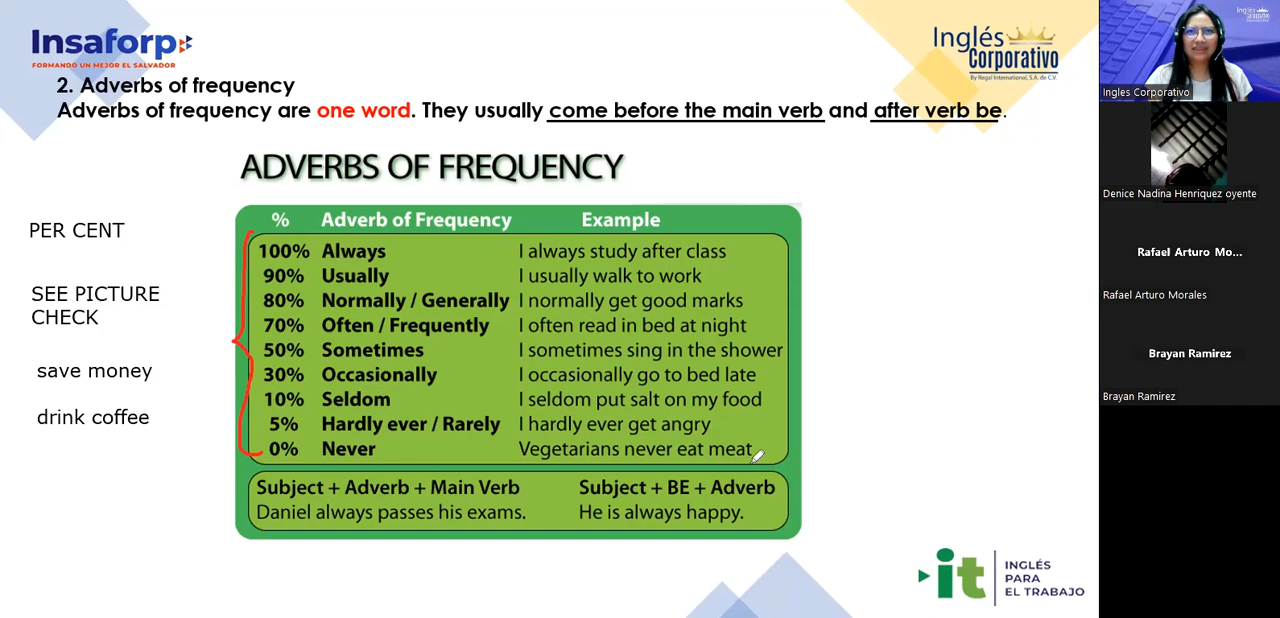 Insaforp
FORMANDO UN MEJOR EL SALVADOR
Inglés
Corporativo
By Regal International, S.A. de C.V.
2. Adverbs of frequency
Adverbs of frequency are one word. They usually come before the main verb and after verb be.
ADVERBS OF FREQUENCY
PER CENT
SEE PICTURE
CHECK
save money
drink coffee
% Adverb of Frequency Example
100% Always I always study after class
90% Usually I usually walk to work
80% Normally / Generally I normally get good marks
70% Often / Frequently I often read in bed at night
50% Sometimes I sometimes sing in the shower
30% Occasionally I occasionally go to bed late
10% Seldom I seldom put salt on my food
5% Hardly ever / Rarely I hardly ever get angry
0% Never Vegetarians never eat meat
Subject + Adverb + Main Verb Subject + BE + Adverb
Daniel always passes his exams. He is always happy.
it
INGLÉS
PARA
EL TRABAJO
Inglés
Ingles Corporativo
Denice Nadina Henriquez oyente
Rafael Arturo Mo...
Rafael Arturo Morales
Brayan Ramirez
Brayan Ramirez